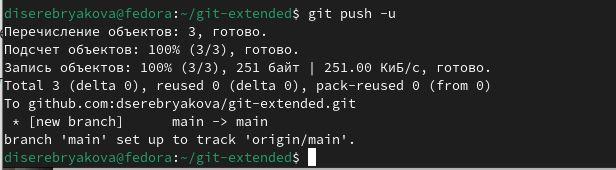 diserebryakova@fedora:~/git-extended$ git push -u
Перечисление объектов: 3, готово.
Подсчет объектов: 100% (3/3), готово.
Запись объектов: 100% (3/3), 251 байт | 251.00 КиБ/с, готово.
Total 3 (delta 0), reused 0 (delta 0), pack-reused 0 (from 0)
To github.com:dserebryakova/git-extended.git
 * [new branch]      main -> main
branch 'main' set up to track 'origin/main'.
diserebryakova@fedora:~/git-extended$